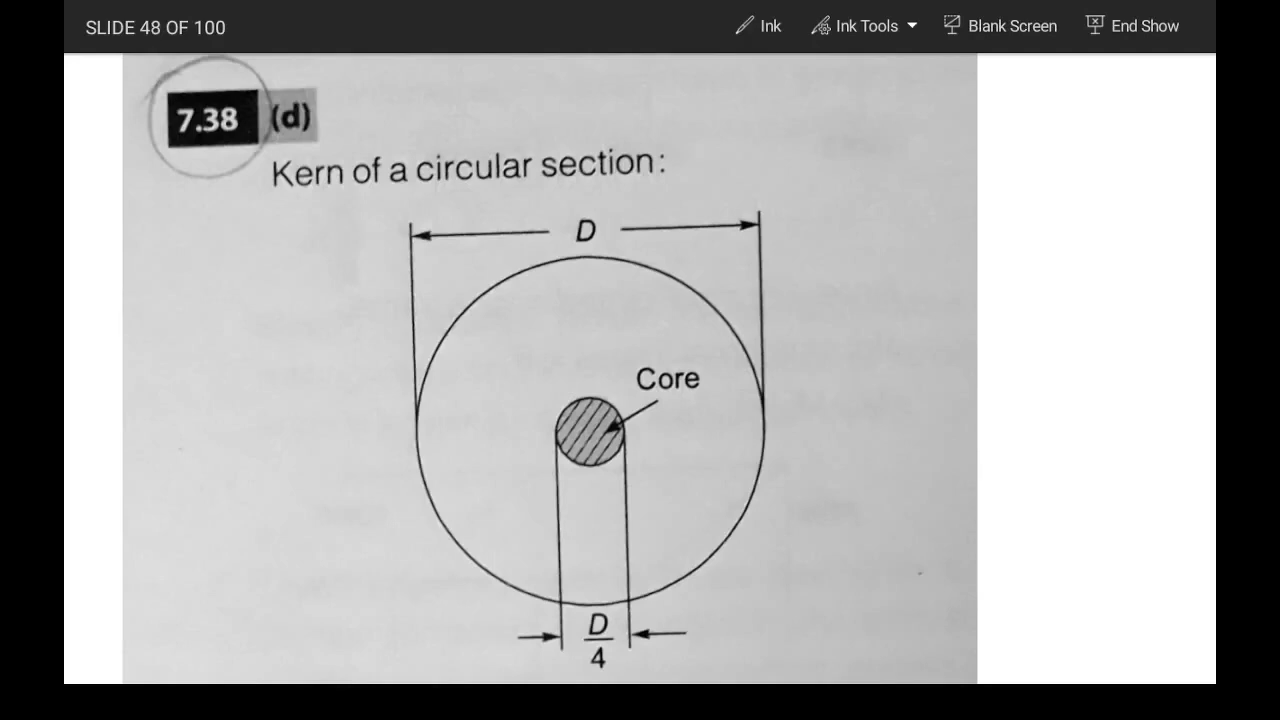 SLIDE 48 OF 100
Ink
Ink Tools
Blank Screen
End Show
7.38 (d)
Kern of a circular section:
D
Core
D
4